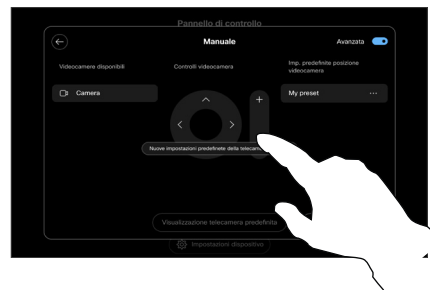 Pannello di controllo
Manuale
Avanzata
Videocamere disponibili
Controlli videocamera
Imp. predefinite posizione
videocamera
Camera
My preset
Nuove impostazioni predefinite della telecam
Visualizzazione telecamera predefinita
Impostazioni dispositivo